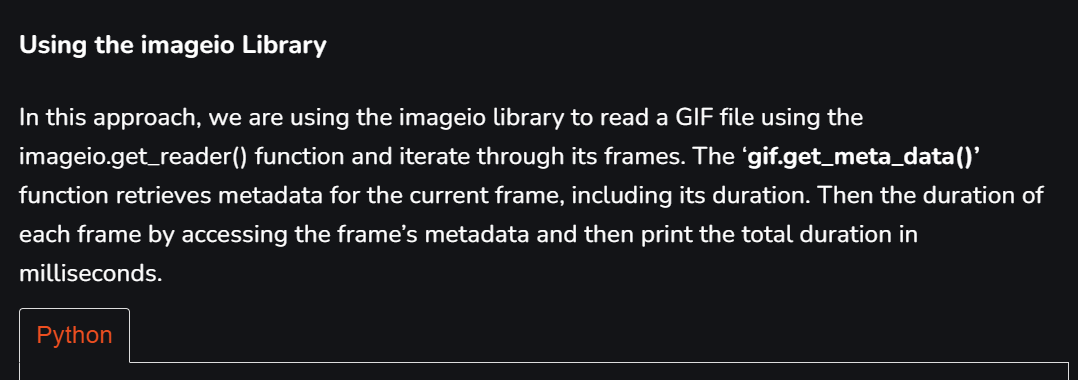 Using the imageio Library
In this approach, we are using the imageio library to read a GIF file using the
imageio.get_reader() function and iterate through its frames. The ‘gif.get_meta_data()’
function retrieves metadata for the current frame, including its duration. Then the duration of
each frame by accessing the frame’s metadata and then print the total duration in
milliseconds.
Python